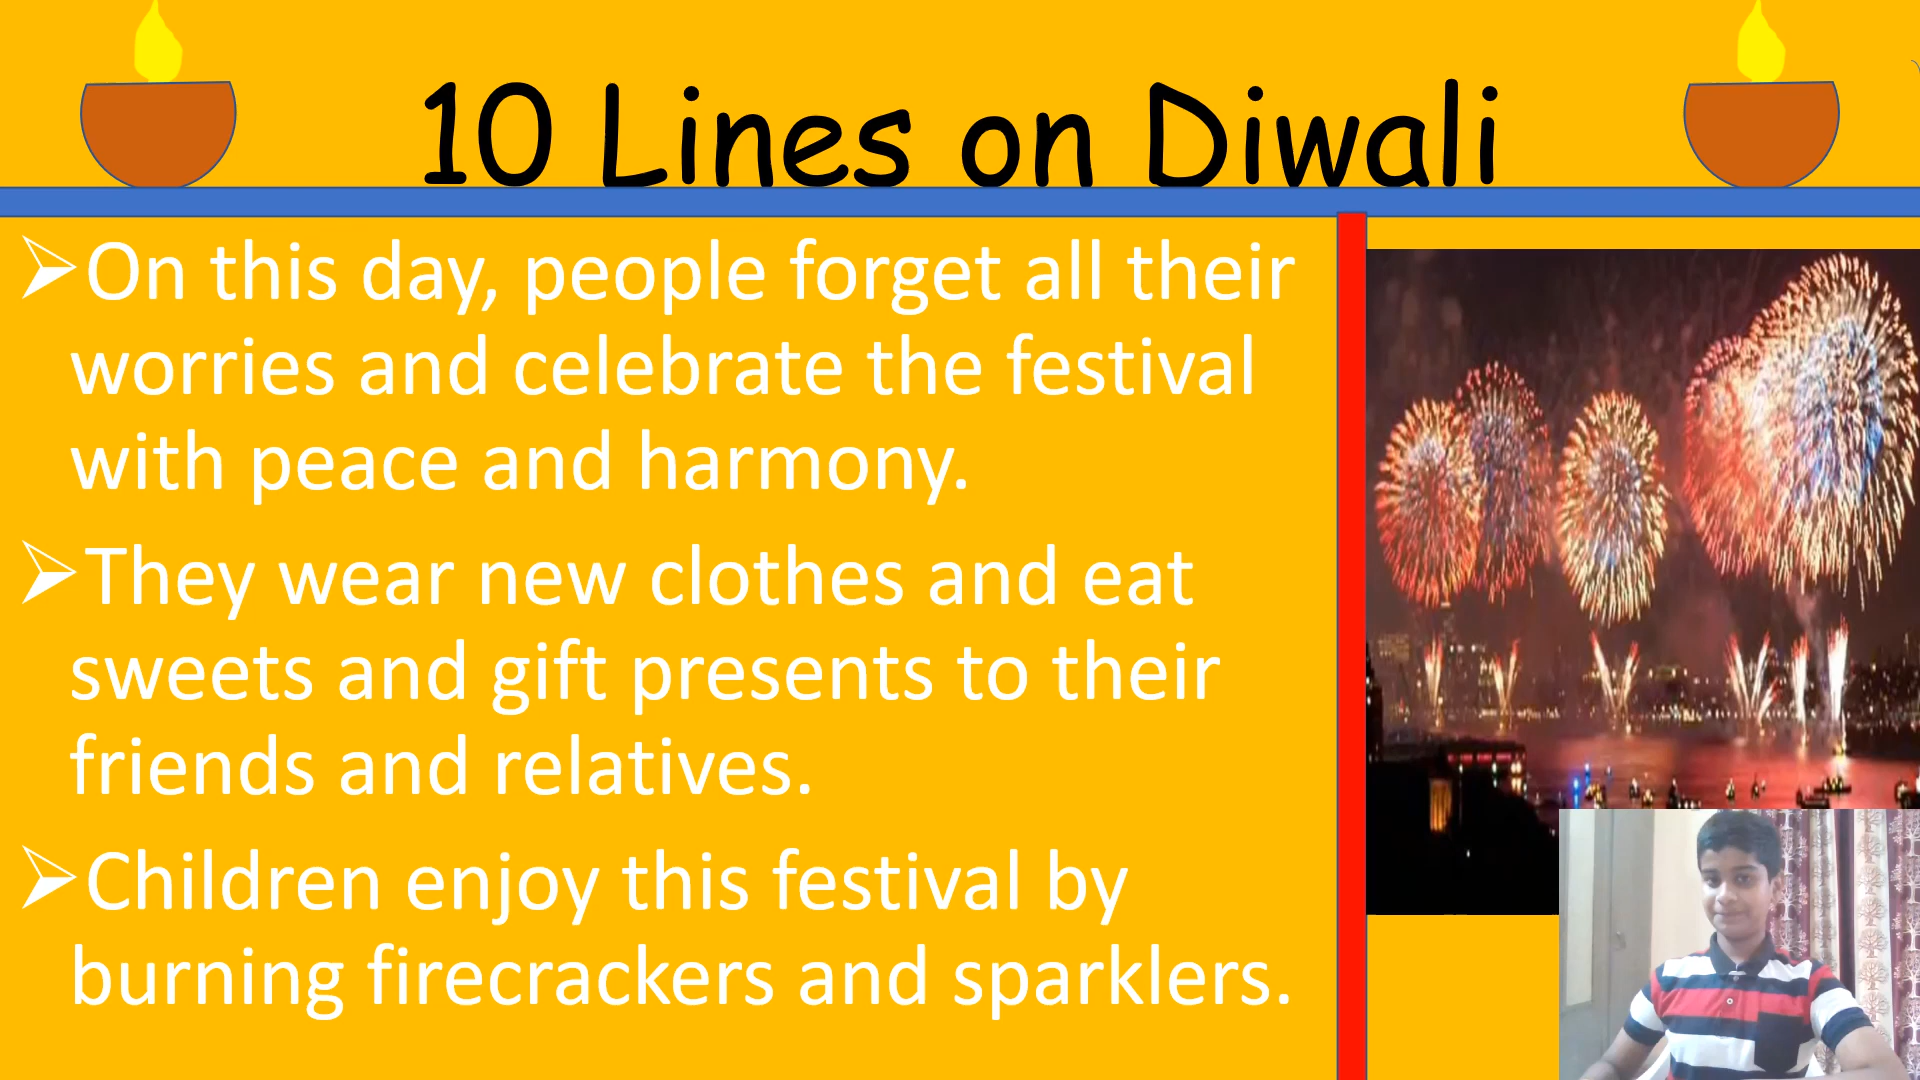 10 Lines on Diwali
On this day, people forget all their
worries and celebrate the festival
with peace and harmony.
They wear new clothes and eat
sweets and gift presents to their
friends and relatives.
Children enjoy this festival by
burning firecrackers and sparklers.